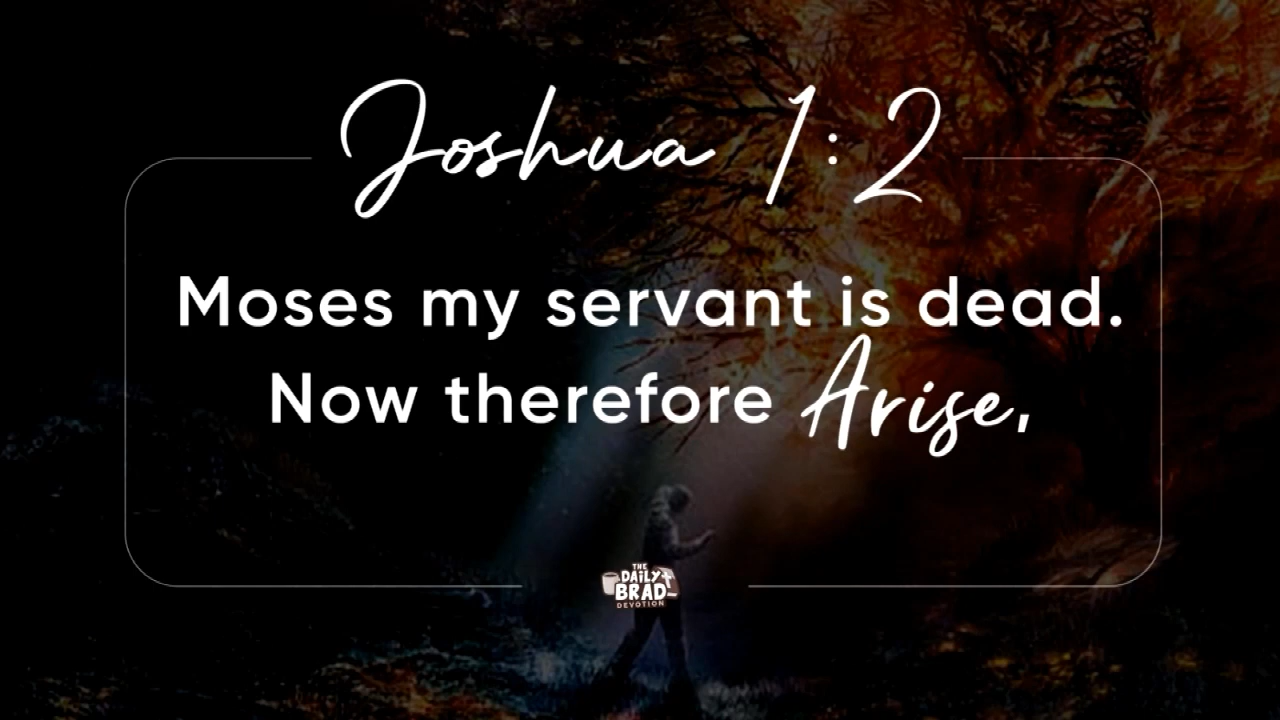 Joshua 1:2
Moses my servant is dead.
Now therefore Arise,
THE
DAILY
BRAD
DEVOTION